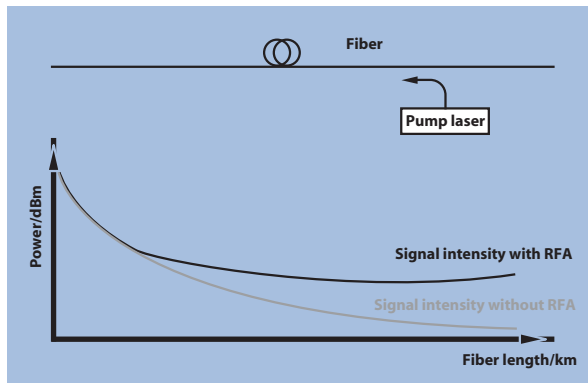 Fiber
Pump laser
Power/dBm
Signal intensity with RFA
Signal intensity without RFA
Fiber length/km